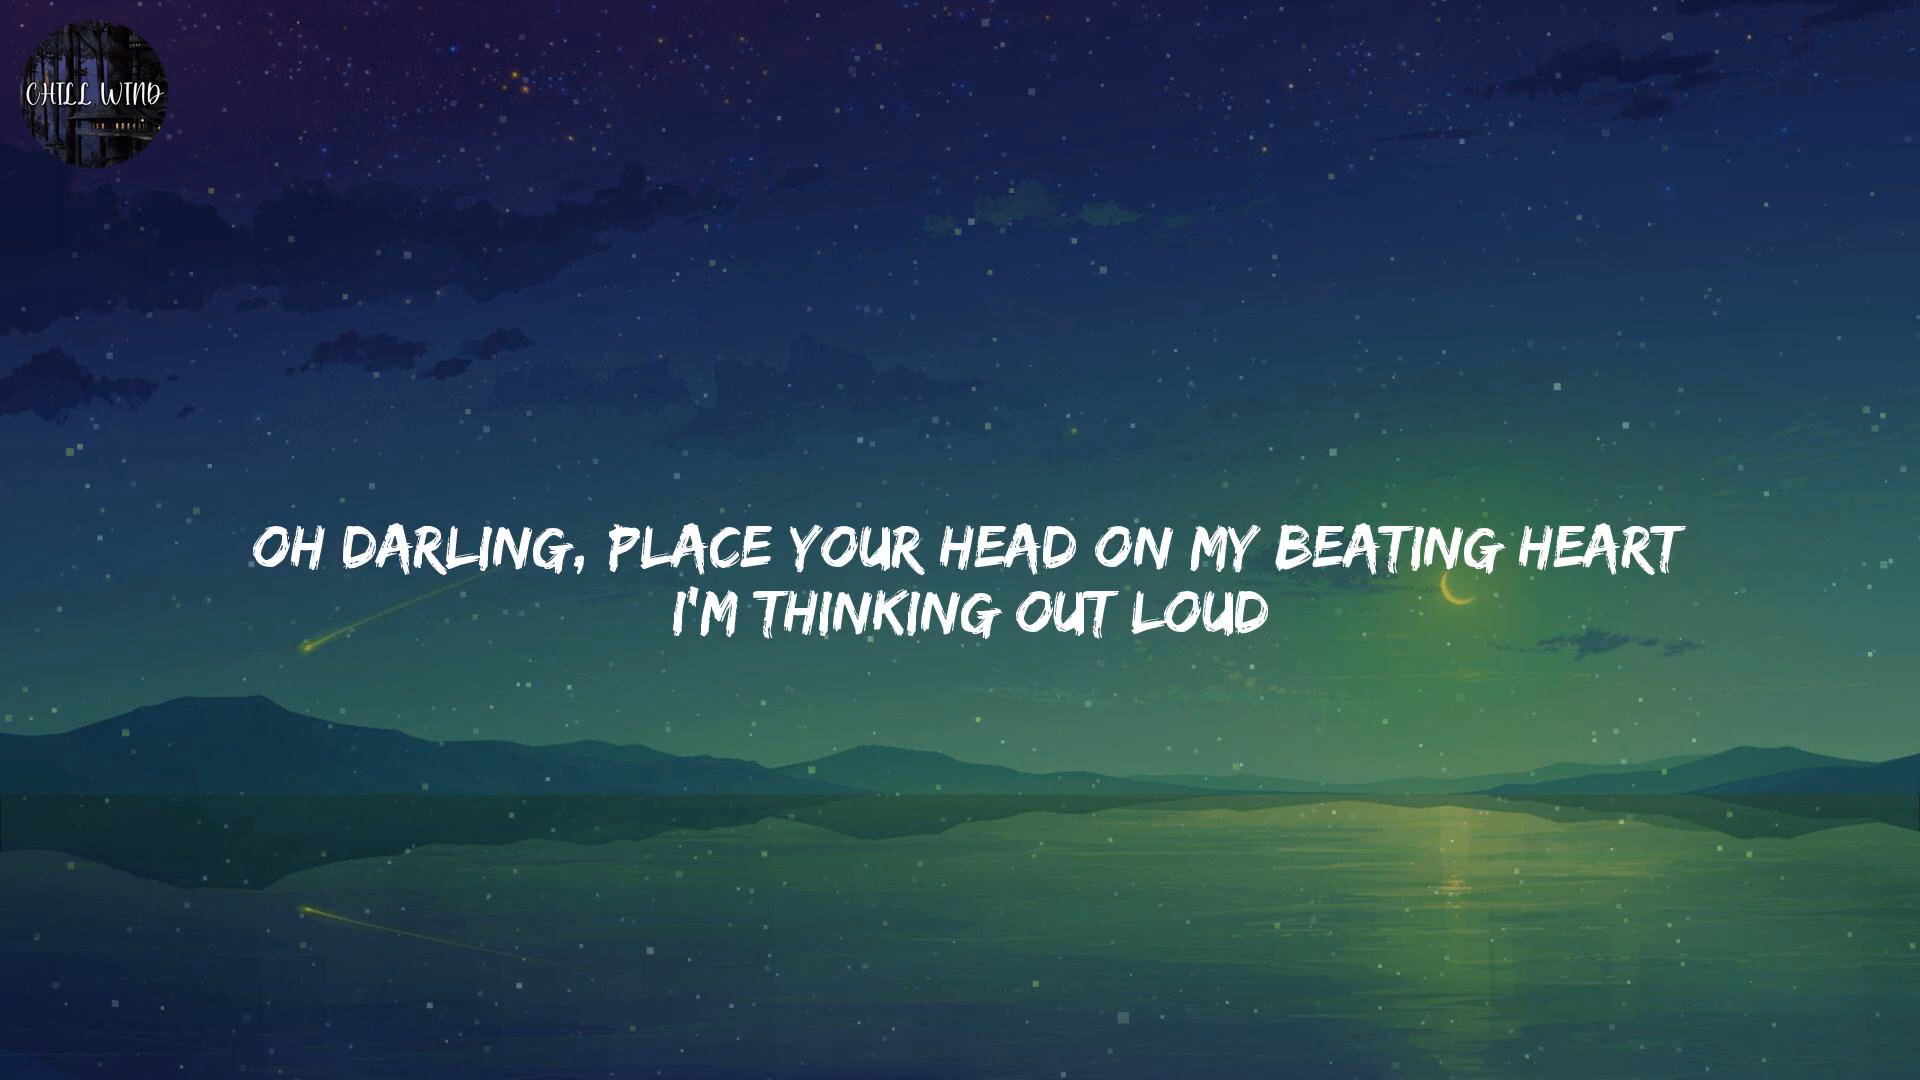 CHILL WIND
OH DARLING, PLACE YOUR HEAD ON MY BEATING HEART
I'M THINKING OUT LOUD